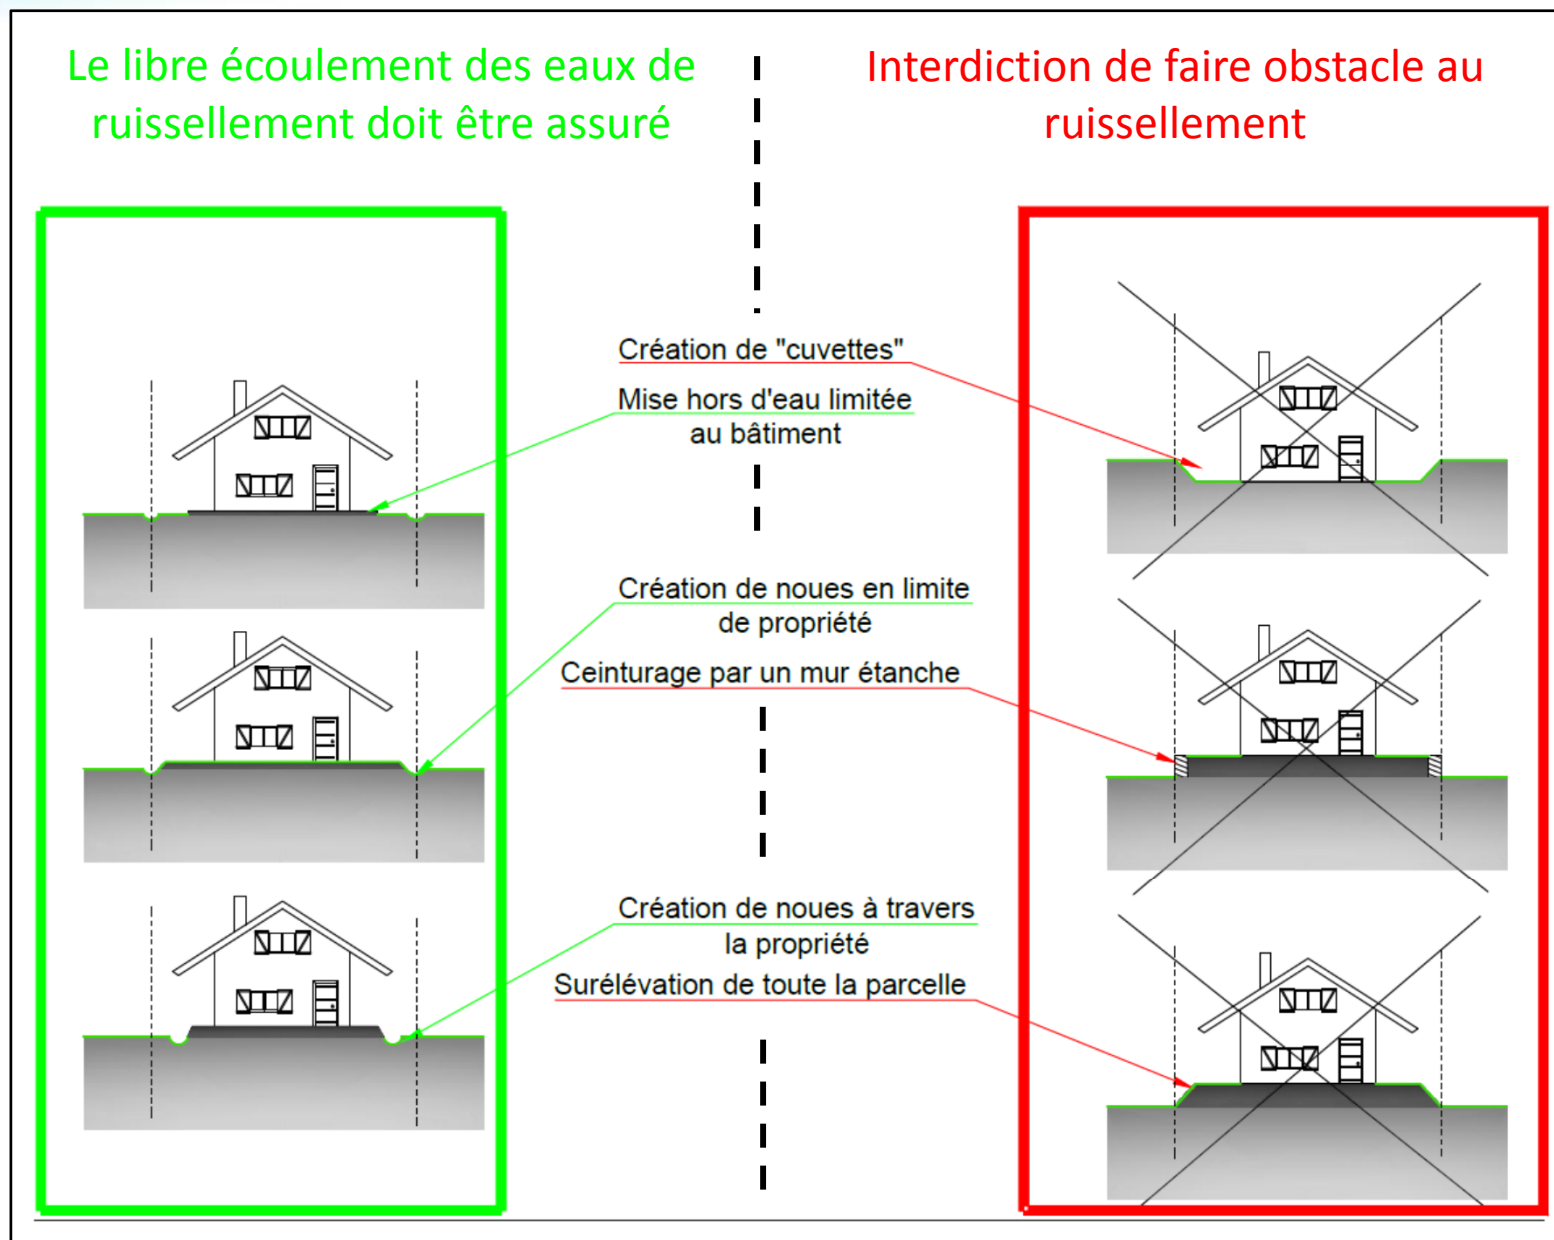 Le libre écoulement des eaux de
ruissellement doit être assuré
Interdiction de faire obstacle au
ruissellement
Création de "cuvettes"
Mise hors d'eau limitée
au bâtiment
Création de noues en limite
de propriété
Ceinturage par un mur étanche
Création de noues à travers
la propriété
Surélévation de toute la parcelle